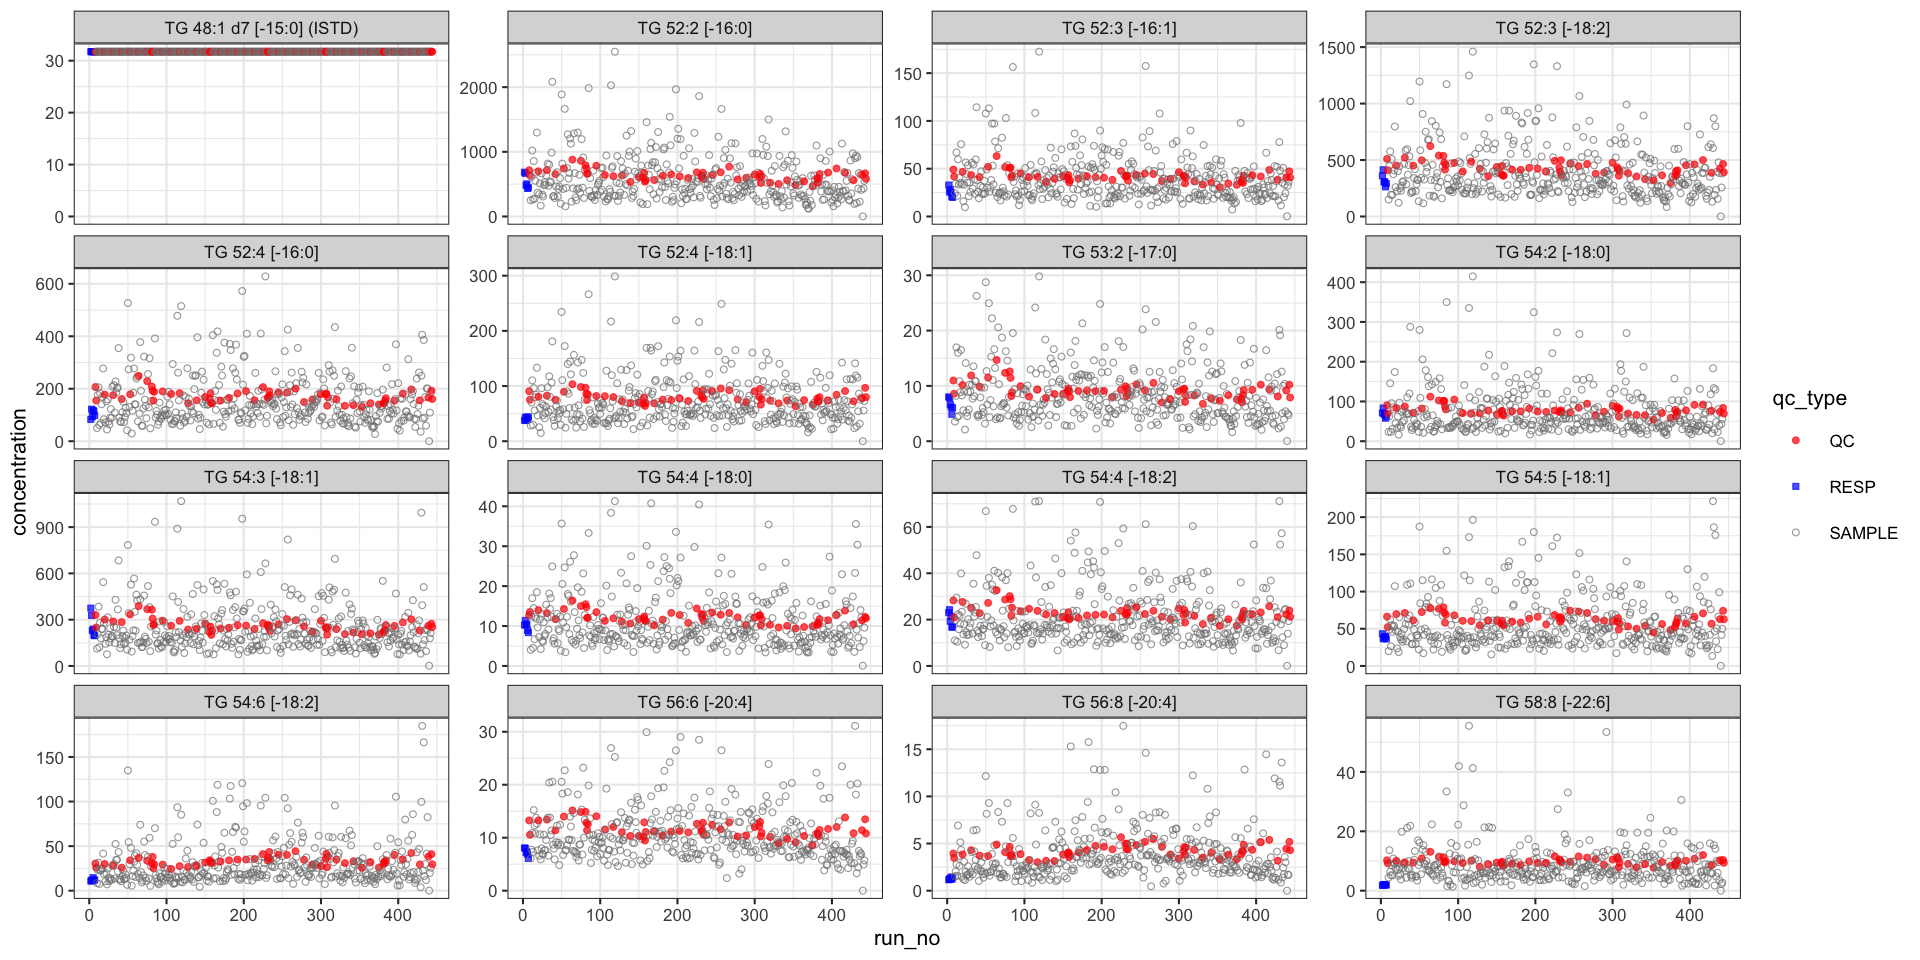 TG 48:1 d7 [-15:0] (ISTD) TG 52:2 [-16:0] TG 52:3 [-16:1] TG 52:3 [-18:2]
30 20 10 0
2000 1000 0
150 100 50 0
1500 1000 500 0
TG 52:4 [-16:0] TG 52:4 [-18:1] TG 53:2 [-17:0] TG 54:2 [-18:0]
600 400 200 0
300 200 100 0
30 20 10 0
400 300 200 100 0
concentration
TG 54:3 [-18:1] TG 54:4 [-18:0] TG 54:4 [-18:2] TG 54:5 [-18:1]
900 600 300 0
40 30 20 10 0
60 40 20 0
200 150 100 50 0
TG 54:6 [-18:2] TG 56:6 [-20:4] TG 56:8 [-20:4] TG 58:8 [-22:6]
150 100 50 0
30 20 10 0
15 10 5 0
40 20 0
0 100 200 300 400 0 100 200 300 400 0 100 200 300 400 0 100 200 300 400
run_no
qc_type
QC
RESP
SAMPLE